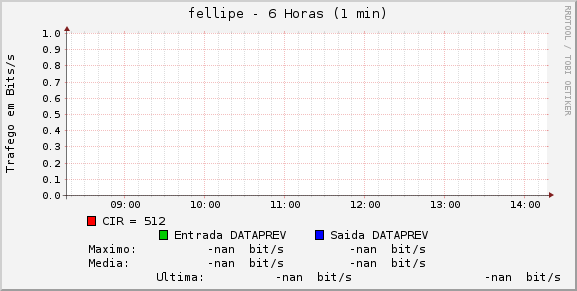 fellipe - 6 Horas (1 min)
RRDTOOL / TOBI OETIKER
Trafego em Bits/s
1.0
0.9
0.8
0.7
0.6
0.5
0.4
0.3
0.2
0.1
0.0
09:00 10:00 11:00 12:00 13:00 14:00
CIR = 512
Entrada DATAPREV Saida DATAPREV
Maximo: -nan bit/s -nan bit/s
Media: -nan bit/s -nan bit/s
Ultima: -nan bit/s -nan bit/s